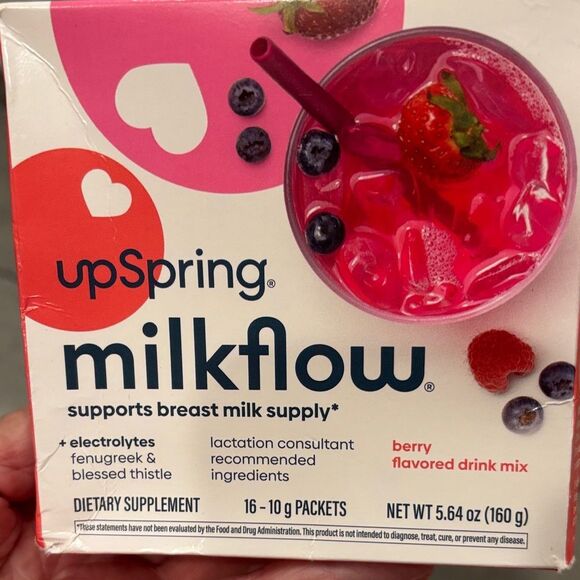 upSpring®
milkflow®
supports breast milk supply*
+ electrolytes
fenugreek &
blessed thistle
lactation consultant
recommended
ingredients
berry
flavored drink mix
DIETARY SUPPLEMENT 16 – 10 g PACKETS NET WT 5.64 oz (160 g)
*These statements have not been evaluated by the Food and Drug Administration. This product is not intended to diagnose, treat, cure, or prevent any disease.